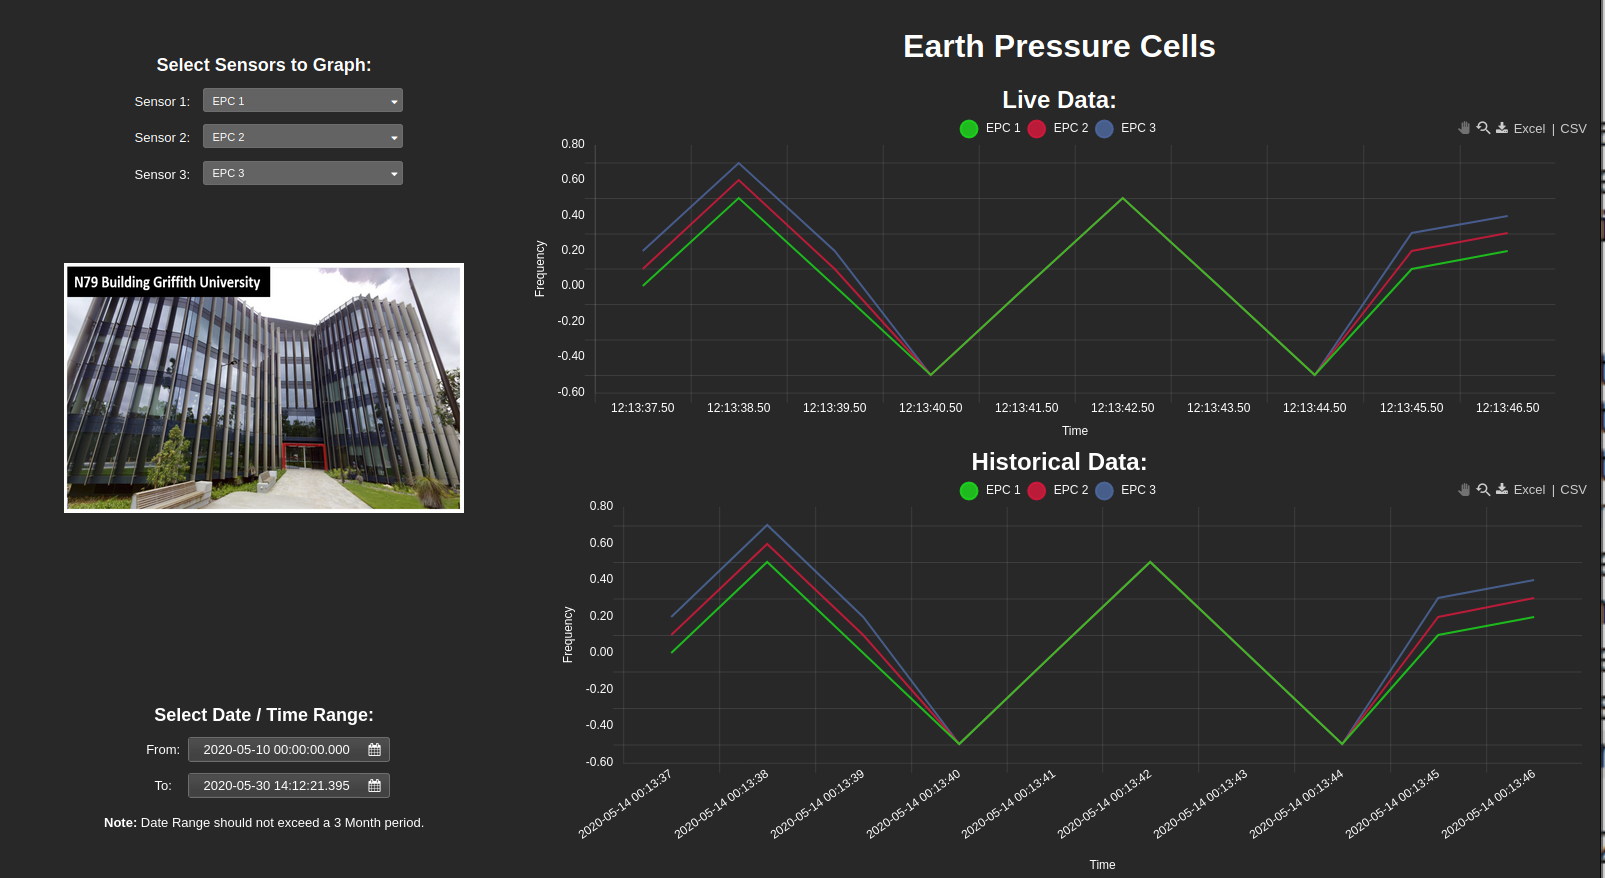 Select Sensors to Graph:
Sensor 1: EPC 1
Sensor 2: EPC 2
Sensor 3: EPC 3
N79 Building Griffith University
Select Date / Time Range:
From: 2020-05-10 00:00:00.000
To: 2020-05-30 14:12:21.395
Note: Date Range should not exceed a 3 Month period.
Earth Pressure Cells
Live Data:
EPC 1 EPC 2 EPC 3
Excel | CSV
0.80
0.60
0.40
0.20
0.00
-0.20
-0.40
-0.60
Frequency
12:13:37.50 12:13:38.50 12:13:39.50 12:13:40.50 12:13:41.50 12:13:42.50 12:13:43.50 12:13:44.50 12:13:45.50 12:13:46.50
Time
Historical Data:
EPC 1 EPC 2 EPC 3
Excel | CSV
0.80
0.60
0.40
0.20
0.00
-0.20
-0.40
-0.60
Frequency
2020-05-14 00:13:37
2020-05-14 00:13:38
2020-05-14 00:13:39
2020-05-14 00:13:40
2020-05-14 00:13:41
2020-05-14 00:13:42
2020-05-14 00:13:43
2020-05-14 00:13:44
2020-05-14 00:13:45
2020-05-14 00:13:46
Time